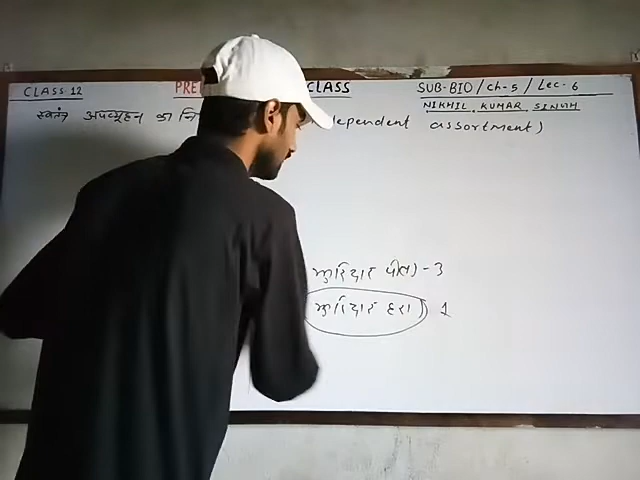 CLASS-12 PRE CLASS SUB-BIO/Ch-5/Lec-6
NIKHIL KUMAR SINGH
स्वतंत्र अपव्यूहन का नि ependent assortment)
झुर्रिदार पीला) - 3
झुर्रिदार हरा) 1